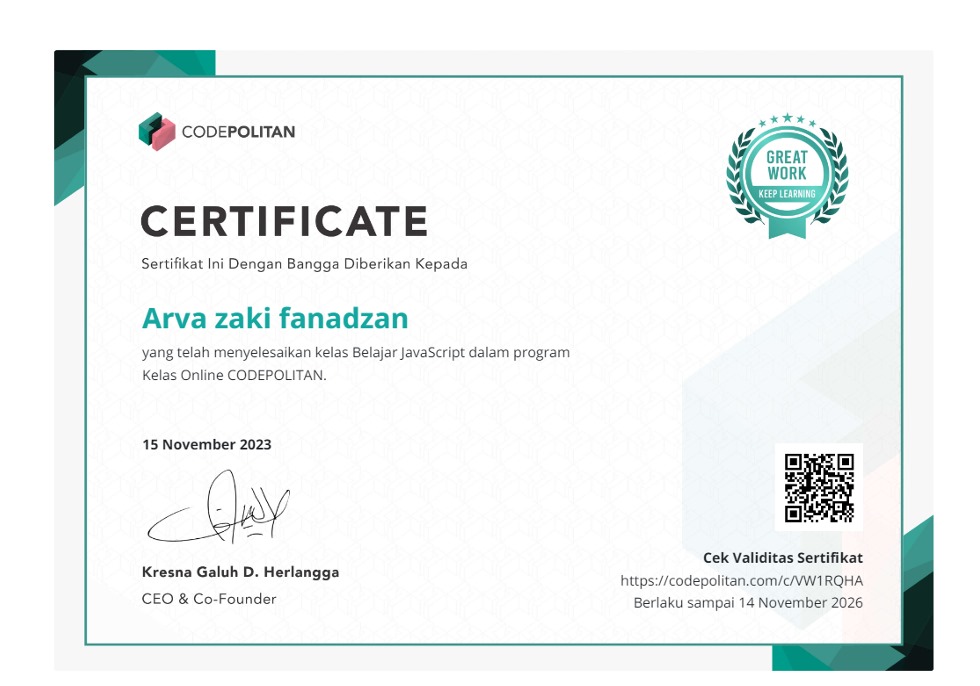 CODEPOLITAN
GREAT
WORK
KEEP LEARNING
CERTIFICATE
Sertifikat Ini Dengan Bangga Diberikan Kepada
Arva zaki fanadzan
yang telah menyelesaikan kelas Belajar JavaScript dalam program
Kelas Online CODEPOLITAN.
15 November 2023
Kresna Galuh D. Herlangga
CEO & Co-Founder
Cek Validitas Sertifikat
https://codepolitan.com/c/VW1RQHA
Berlaku sampai 14 November 2026